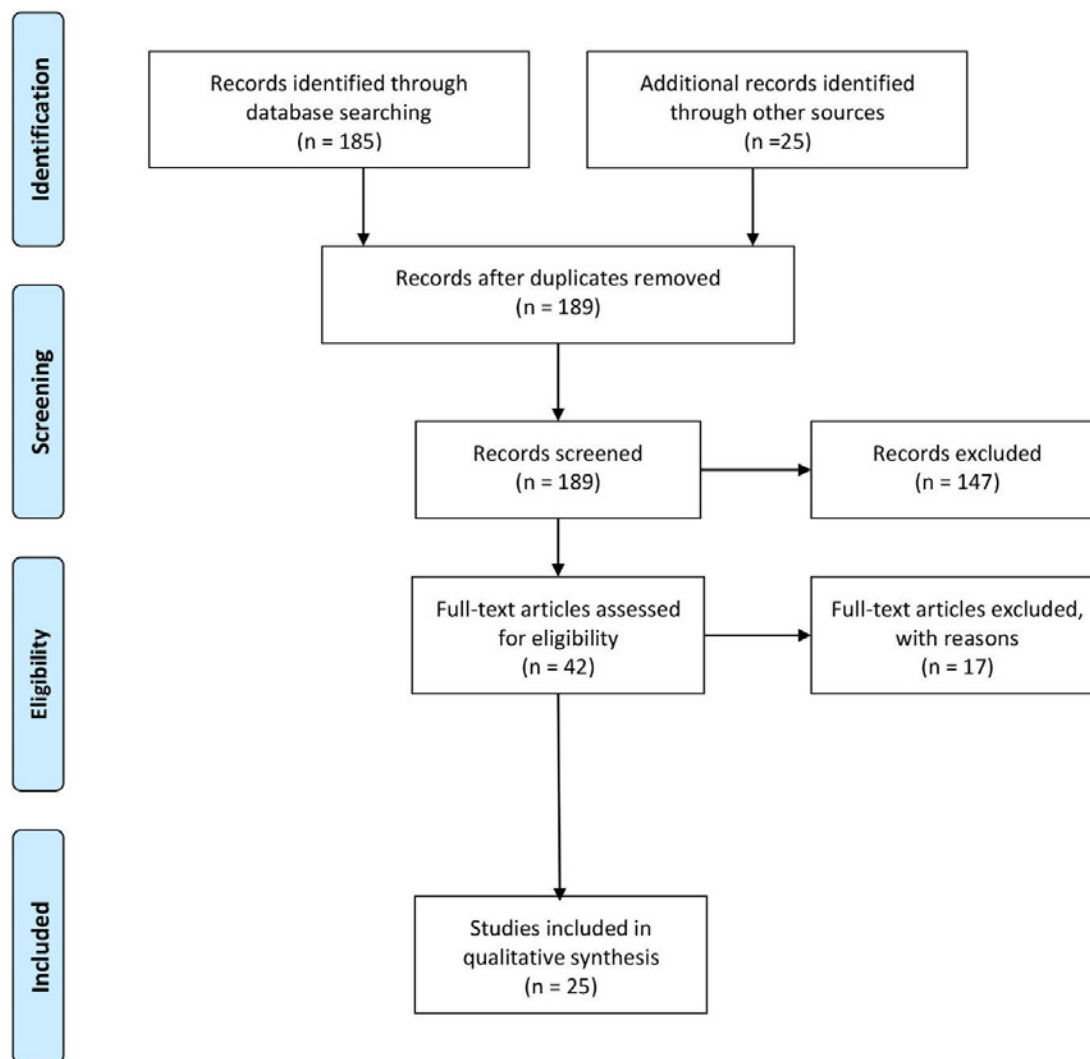 Identification
Records identified through
database searching
(n = 185)
Additional records identified
through other sources
(n =25)
Records after duplicates removed
(n = 189)
Screening
Records screened
(n = 189)
Records excluded
(n = 147)
Eligibility
Full-text articles assessed
for eligibility
(n = 42)
Full-text articles excluded,
with reasons
(n = 17)
Included
Studies included in
qualitative synthesis
(n = 25)